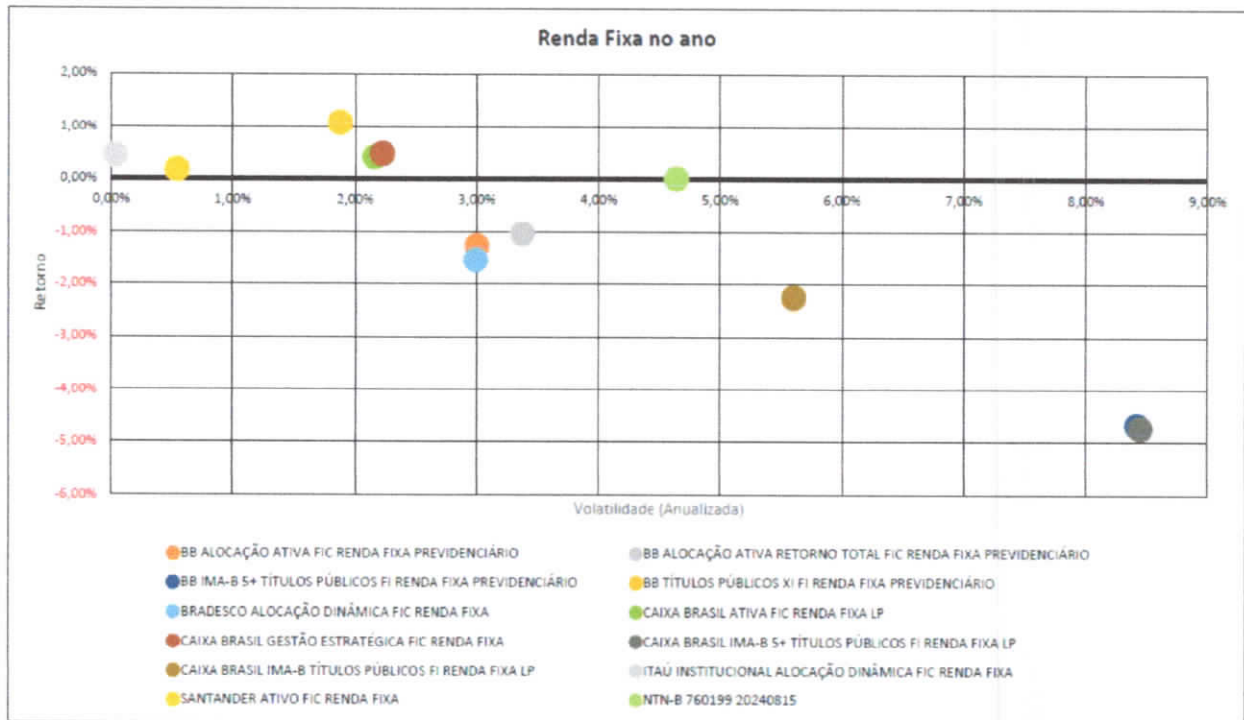 Renda Fixa no ano
2,00%
1,00%
0,00%
0,00% 1,00% 2,00% 3,00% 4,00% 5,00% 6,00% 7,00% 8,00% 9,00%
-1,00%
-2,00%
-3,00%
-4,00%
-5,00%
-6,00%
Retorno
Volatilidade (Anualizada)
BB ALOCAÇÃO ATIVA FIC RENDA FIXA PREVIDENCIÁRIO
BB ALOCAÇÃO ATIVA RETORNO TOTAL FIC RENDA FIXA PREVIDENCIÁRIO
BB IMA-B 5+ TÍTULOS PÚBLICOS FI RENDA FIXA PREVIDENCIÁRIO
BB TÍTULOS PÚBLICOS XI FI RENDA FIXA PREVIDENCIÁRIO
BRADESCO ALOCAÇÃO DINÂMICA FIC RENDA FIXA
CAIXA BRASIL ATIVA FIC RENDA FIXA LP
CAIXA BRASIL GESTÃO ESTRATÉGICA FIC RENDA FIXA
CAIXA BRASIL IMA-B 5+ TÍTULOS PÚBLICOS FI RENDA FIXA LP
CAIXA BRASIL IMA-B TÍTULOS PÚBLICOS FI RENDA FIXA LP
ITAÚ INSTITUCIONAL ALOCAÇÃO DINÂMICA FIC RENDA FIXA
SANTANDER ATIVO FIC RENDA FIXA
NTN-B 760199 20240815